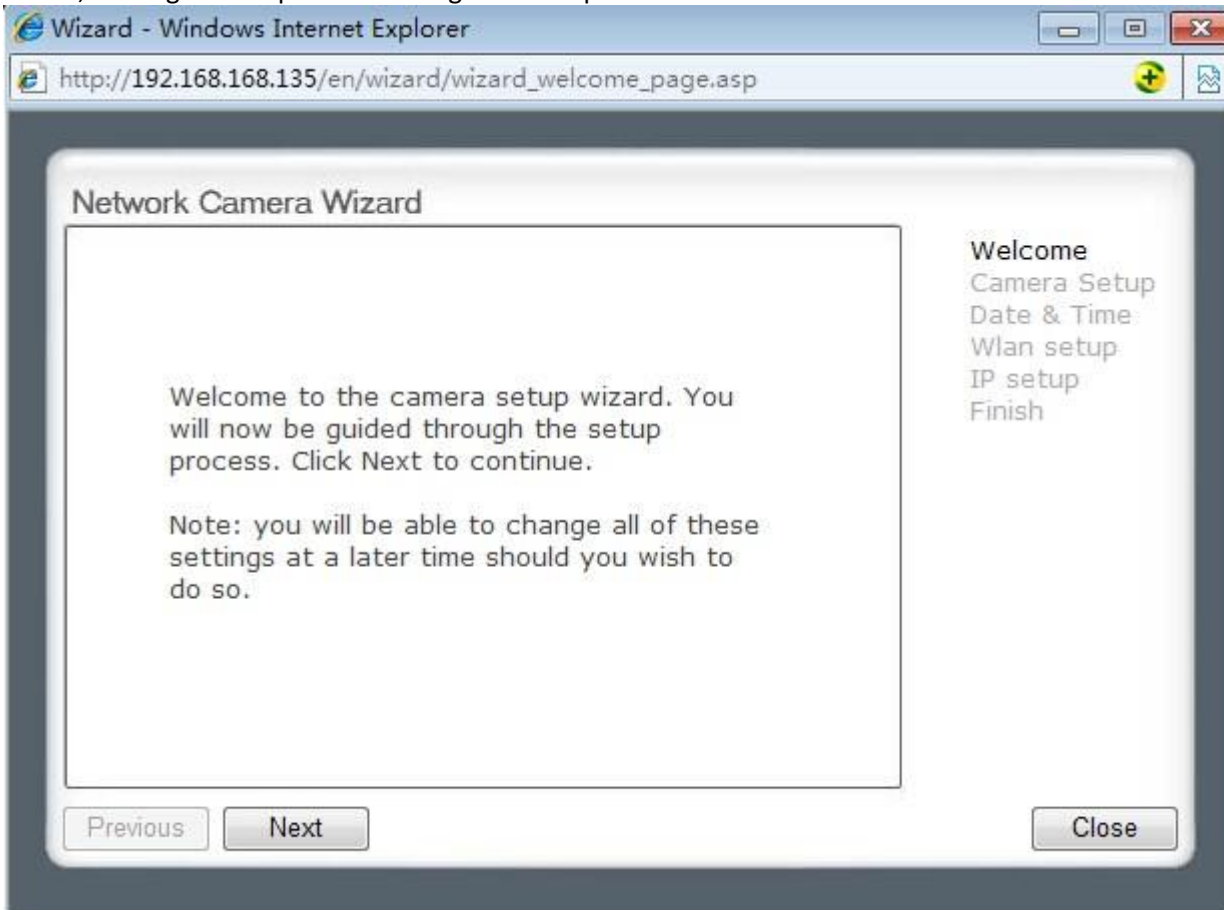 Wizard - Windows Internet Explorer
http://192.168.168.135/en/wizard/wizard_welcome_page.asp
Network Camera Wizard
Welcome to the camera setup wizard. You
will now be guided through the setup
process. Click Next to continue.
Note: you will be able to change all of these
settings at a later time should you wish to
do so.
Welcome
Camera Setup
Date & Time
Wlan setup
IP setup
Finish
Previous
Next
Close